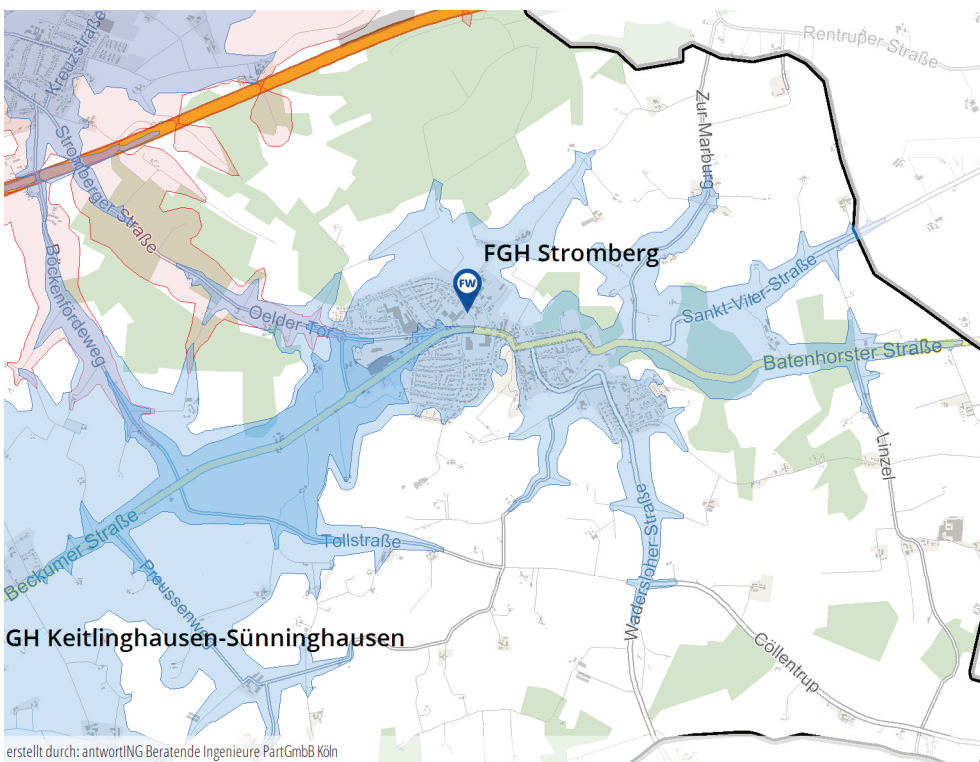 Rentruper Straße
Kreuzstraße
Zur-Marburg
Stromberger Straße
FGH Stromberg
FW
Böckenfördeweg
Oelder Tor
Sankt-Viter-Straße
Batenhorster Straße
Linzel
Beckumer Straße
Tollstraße
Wadersloher Straße
Preussenweg
GH Keitlinghausen-Sünninghausen
Cöllentrup
erstellt durch: antwortING Beratende Ingenieure PartGmbB Köln